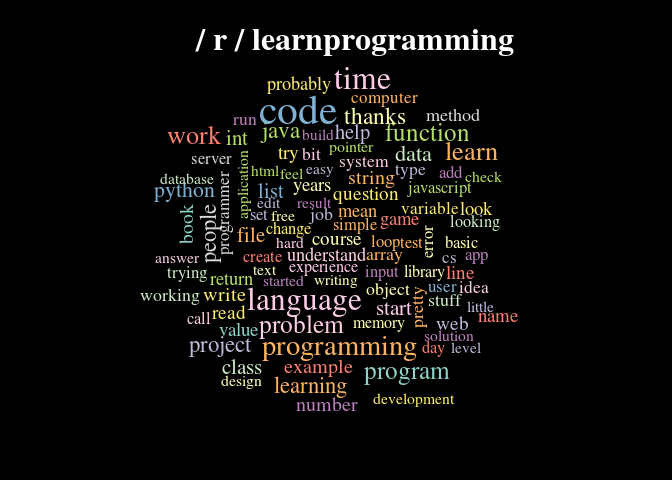 / r / learnprogramming
probably time
computer
run code thanks method
work int java build help function
server try bit pointer system data learn
database html feel easy string type add check
python application list years question javascript
book people programmer edit set free result job mean simple game variable look looking
file change hard course loop test error basic
answer create understand array cs app
trying text experience input library line
return started writing object user idea
working write language start pretty stuff little
call read problem memory web name
value solution
project programming day level
class example program
design learning
number development